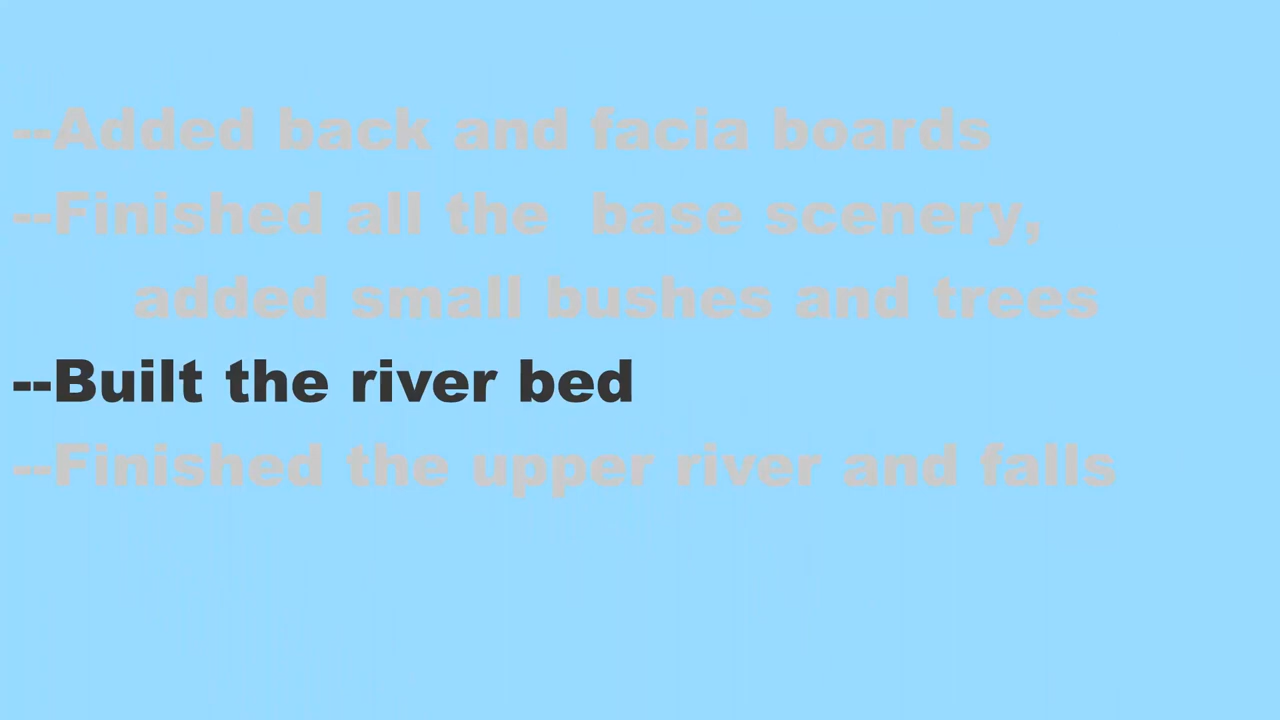 --Added back and facia boards
--Finished all the  base scenery,
added small bushes and trees
--Built the river bed
--Finished the upper river and falls